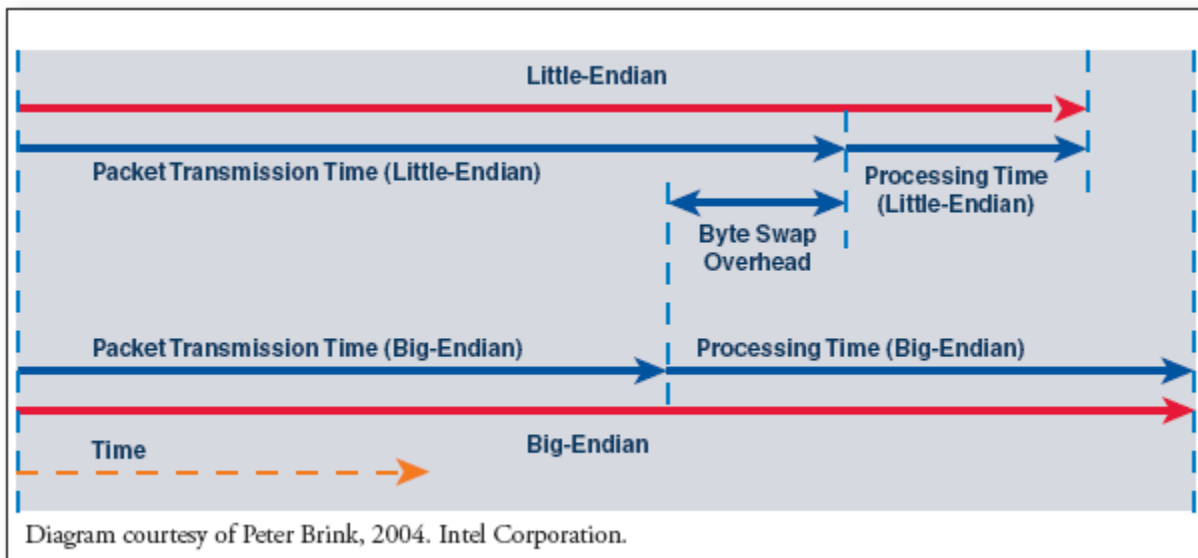 Little-Endian
Packet Transmission Time (Little-Endian)
Processing Time
(Little-Endian)
Byte Swap
Overhead
Packet Transmission Time (Big-Endian)
Processing Time (Big-Endian)
Time
Big-Endian
Diagram courtesy of Peter Brink, 2004. Intel Corporation.